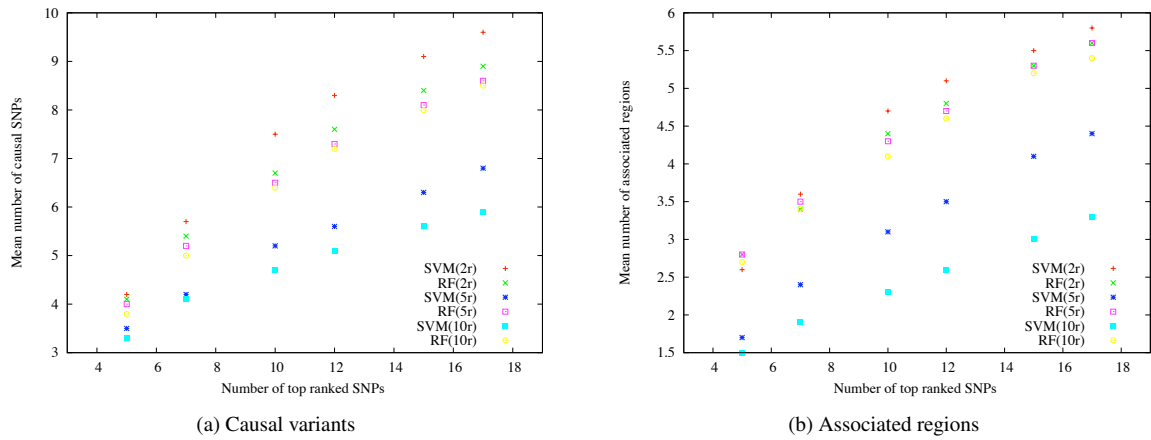 10
9
8
7
6
5
4
3
Mean number of causal SNPs
SVM(2r)
RF(2r)
SVM(5r)
RF(5r)
SVM(10r)
RF(10r)
4 6 8 10 12 14 16 18
Number of top ranked SNPs
(a) Causal variants
6
5.5
5
4.5
4
3.5
3
2.5
2
1.5
Mean number of associated regions
SVM(2r)
RF(2r)
SVM(5r)
RF(5r)
SVM(10r)
RF(10r)
4 6 8 10 12 14 16 18
Number of top ranked SNPs
(b) Associated regions